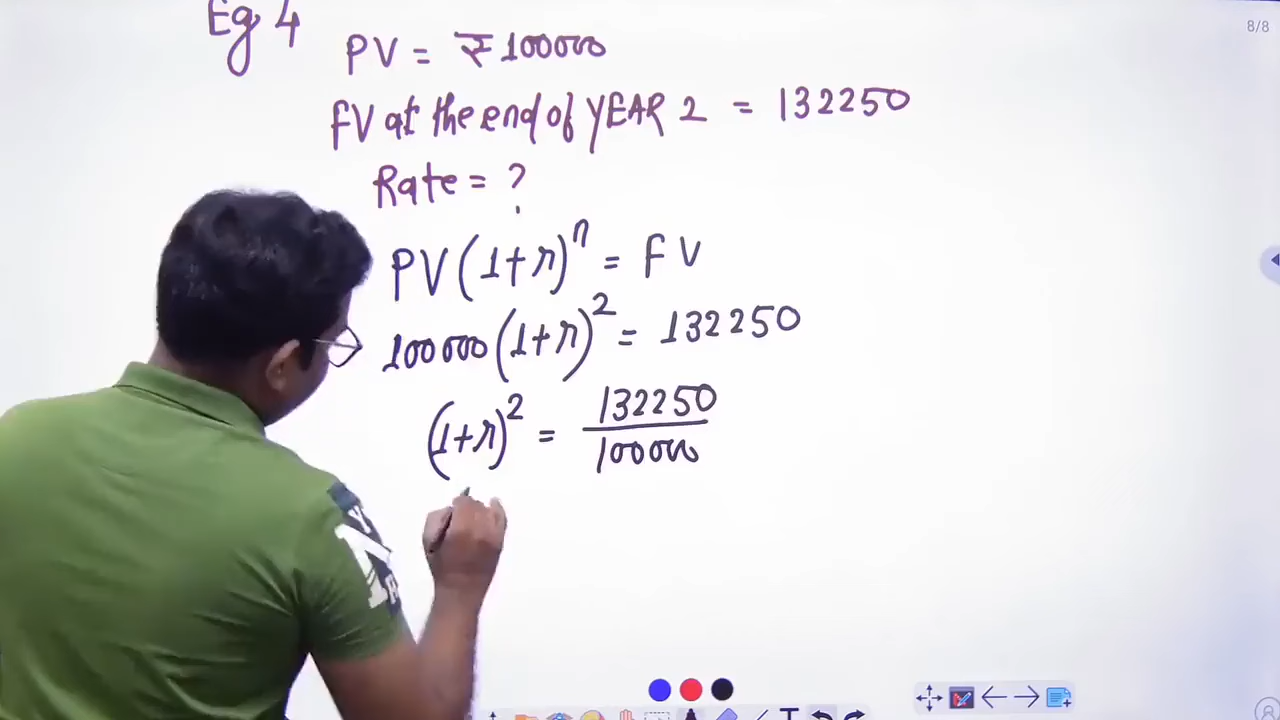 8/8
Eg 4
PV = ₹100000
FV at the end of YEAR 2 = 132250
Rate = ?
PV(1+r)^n = FV
100000(1+r)^2 = 132250
(1+r)^2 = 132250/100000